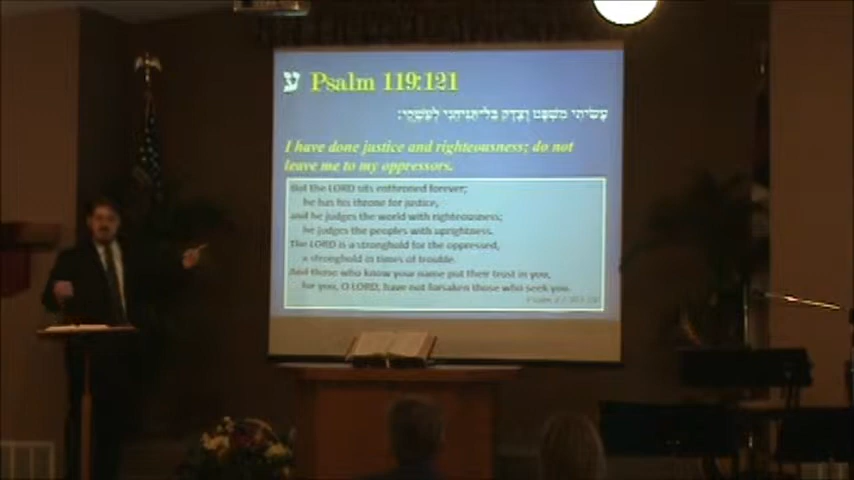 ע Psalm 119:121
עָשִׂיתִי מִשְׁפָּט וָצֶדֶק בַּל־תַּנִּיחֵנִי לְעֹשְׁקָי׃
I have done justice and righteousness; do not
leave me to my oppressors.
But the LORD sits enthroned forever;
he has his throne for justice,
and he judges the world with righteousness;
he judges the peoples with uprightness.
The LORD is a stronghold for the oppressed,
a stronghold in times of trouble.
And those who know your name put their trust in you,
for you, O LORD, have not forsaken those who seek you.